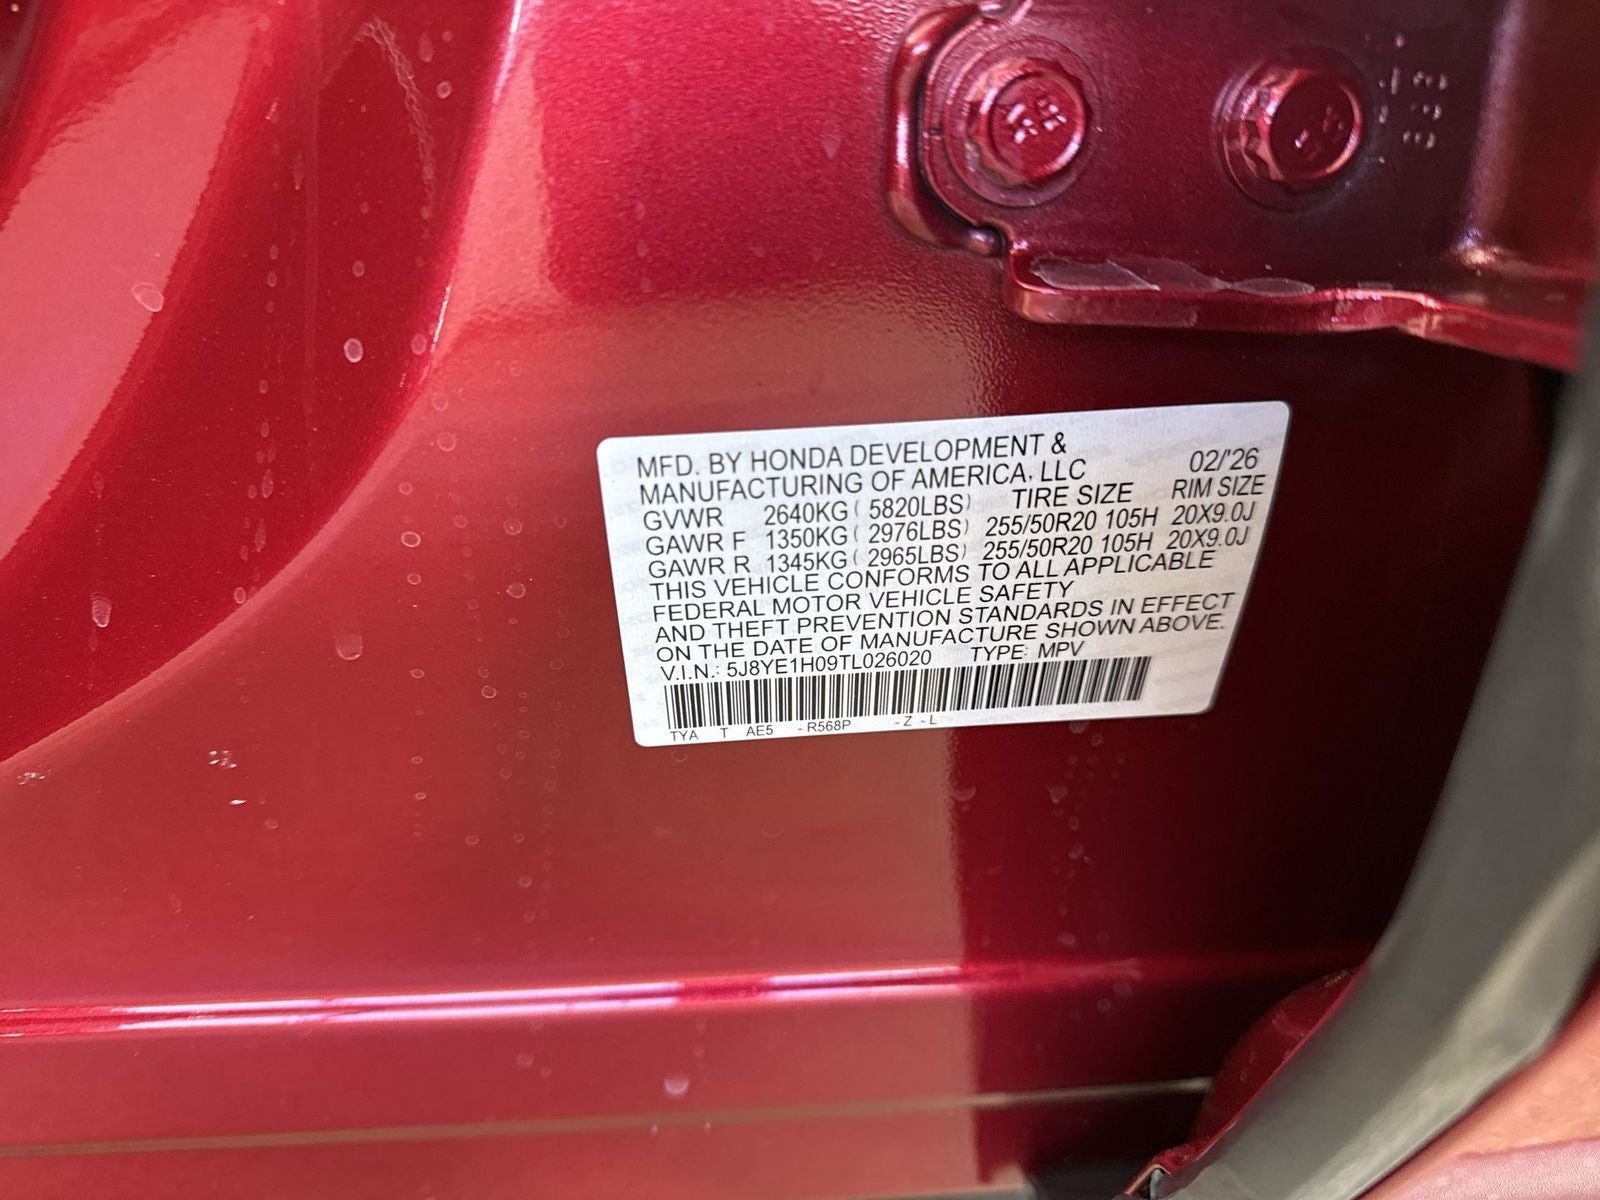 MFD. BY HONDA DEVELOPMENT &
MANUFACTURING OF AMERICA, LLC 02/'26
GVWR 2640KG ( 5820LBS) TIRE SIZE RIM SIZE
GAWR F 1350KG ( 2976LBS) 255/50R20 105H 20X9.0J
GAWR R 1345KG ( 2965LBS) 255/50R20 105H 20X9.0J
THIS VEHICLE CONFORMS TO ALL APPLICABLE
FEDERAL MOTOR VEHICLE SAFETY
AND THEFT PREVENTION STANDARDS IN EFFECT
ON THE DATE OF MANUFACTURE SHOWN ABOVE.
V.I.N.: 5J8YE1H09TL026020 TYPE: MPV
TYA T AE5 - R568P - Z - L